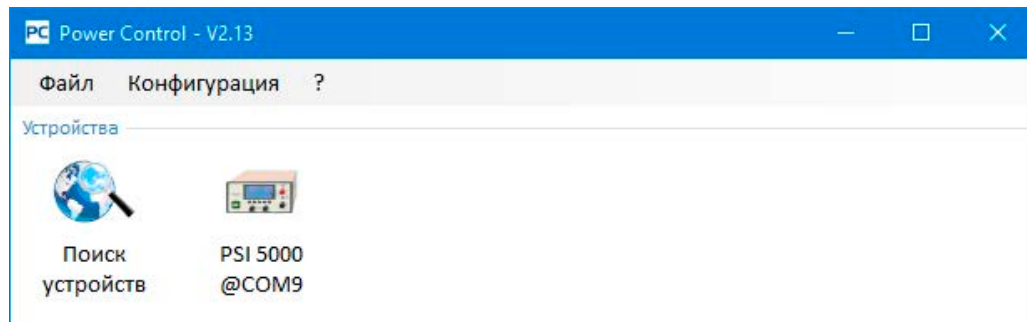 PC Power Control - V2.13
Файл Конфигурация ?
Устройства
Поиск устройств
PSI 5000 @COM9